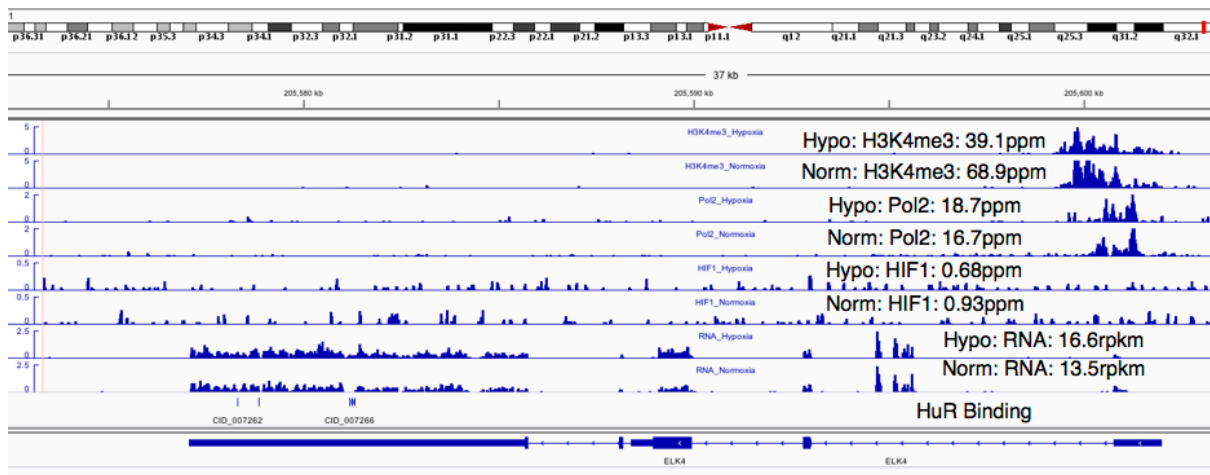 1
p36.31 p36.21 p36.12 p35.3 p34.3 p34.1 p32.3 p32.1 p31.2 p31.1 p22.3 p22.1 p21.2 p13.3 p13.1 p11.1 q12 q21.1 q21.3 q23.2 q24.1 q25.1 q25.3 q31.2 q32.1
37 kb
205,580 kb 205,590 kb 205,600 kb
5 H3K4me3_Hypoxia Hypo: H3K4me3: 39.1ppm
0
5 H3K4me3_Normoxia Norm: H3K4me3: 68.9ppm
0
2 Pol2_Hypoxia Hypo: Pol2: 18.7ppm
0
2 Pol2_Normoxia Norm: Pol2: 16.7ppm
0
0.5 HIF1_Hypoxia Hypo: HIF1: 0.68ppm
0
0.5 HIF1_Normoxia Norm: HIF1: 0.93ppm
0
2.5 RNA_Hypoxia Hypo: RNA: 16.6rpkm
0
2.5 RNA_Normoxia Norm: RNA: 13.5rpkm
0
HuR Binding
CID_007262 CID_007266
ELK4 ELK4